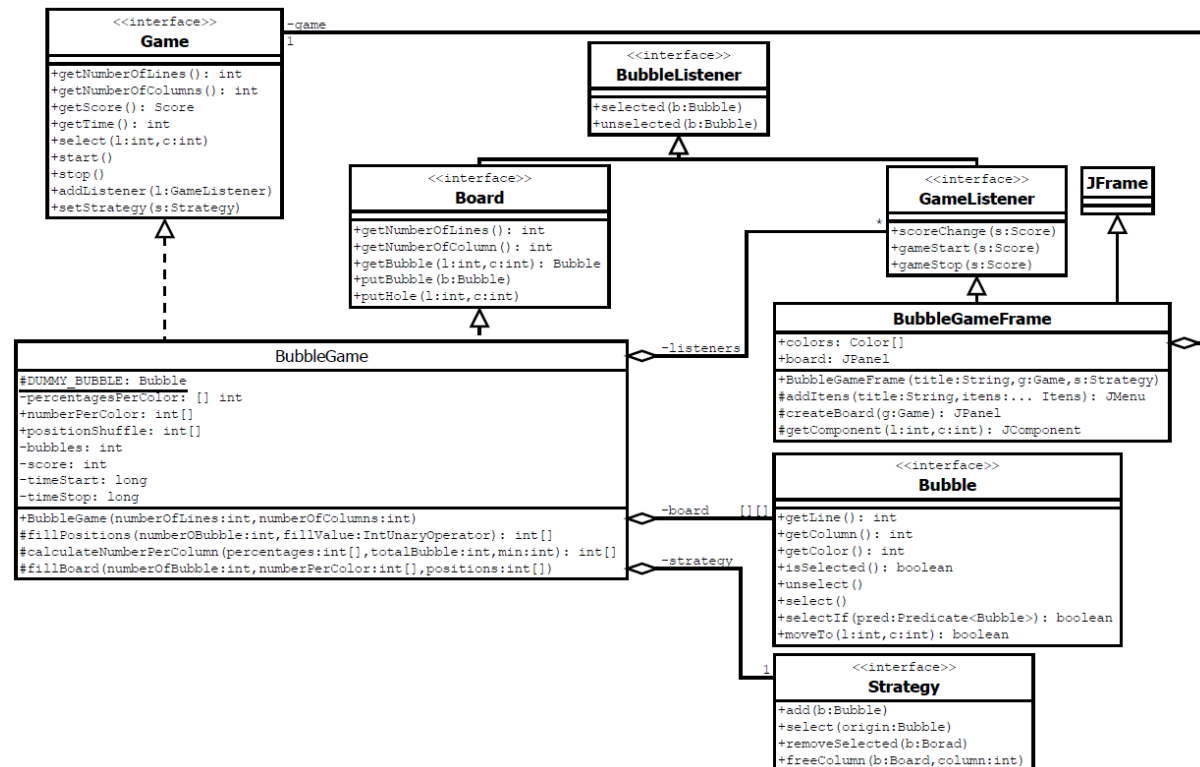 <<interface>>
Game
+getNumberOfLines(): int
+getNumberOfColumns(): int
+getScore(): Score
+getTime(): int
+select(l:int,c:int)
+start()
+stop()
+addListener(l:GameListener)
+setStrategy(s:Strategy)
-game
1
<<interface>>
BubbleListener
+selected(b:Bubble)
+unselected(b:Bubble)
<<interface>>
Board
+getNumberOfLines(): int
+getNumberOfColumn(): int
+getBubble(l:int,c:int): Bubble
+putBubble(b:Bubble)
+putHole(l:int,c:int)
<<interface>>
GameListener
+scoreChange(s:Score)
+gameStart(s:Score)
+gameStop(s:Score)
*
JFrame
BubbleGameFrame
+colors: Color[]
+board: JPanel
+BubbleGameFrame(title:String,g:Game,s:Strategy)
#addItens(title:String,itens:... Itens): JMenu
#createBoard(g:Game): JPanel
#getComponent(l:int,c:int): JComponent
BubbleGame
#DUMMY_BUBBLE: Bubble
-percentagesPerColor: [] int
+numberPerColor: int[]
+positionShuffle: int[]
-bubbles: int
-score: int
-timeStart: long
-timeStop: long
+BubbleGame(numberOfLines:int,numberOfColumns:int)
#fillPositions(numberOBubble:int,fillValue:IntUnaryOperator): int[]
#calculateNumberPerColumn(percentages:int[],totalBubble:int,min:int): int[]
#fillBoard(numberOfBubble:int,numberPerColor:int[],positions:int[])
-listeners
-board [][]
-strategy
1
<<interface>>
Bubble
+getLine(): int
+getColumn(): int
+getColor(): int
+isSelected(): boolean
+unselect()
+select()
+selectIf(pred:Predicate<Bubble>): boolean
+moveTo(l:int,c:int): boolean
<<interface>>
Strategy
+add(b:Bubble)
+select(origin:Bubble)
+removeSelected(b:Borad)
+freeColumn(b:Board,column:int)